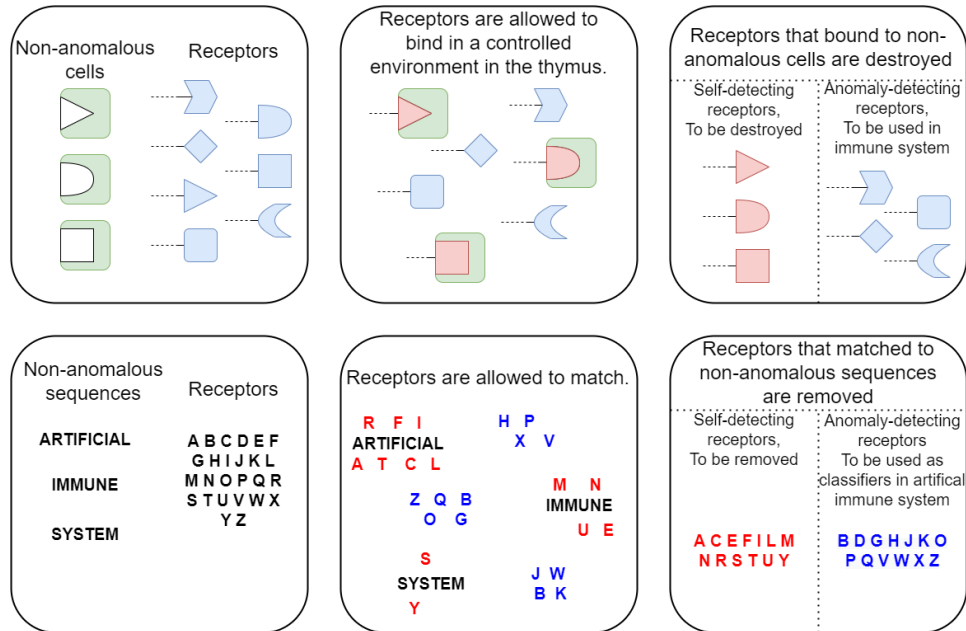 Non-anomalous
cells
Receptors
Receptors are allowed to
bind in a controlled
environment in the thymus.
Receptors that bound to non-
anomalous cells are destroyed
Self-detecting
receptors,
To be destroyed
Anomaly-detecting
receptors,
To be used in
immune system
Non-anomalous
sequences
Receptors
ARTIFICIAL
IMMUNE
SYSTEM
A B C D E F
G H I J K L
M N O P Q R
S T U V W X
Y Z
Receptors are allowed to match.
R F I
ARTIFICIAL
A T C L
H P
X V
Z Q B
O G
M N
IMMUNE
U E
S
SYSTEM
Y
J W
B K
Receptors that matched to
non-anomalous sequences
are removed
Self-detecting
receptors,
To be removed
Anomaly-detecting
receptors
To be used as
classifiers in artifical
immune system
A C E F I L M
N R S T U Y
B D G H J K O
P Q V W X Z